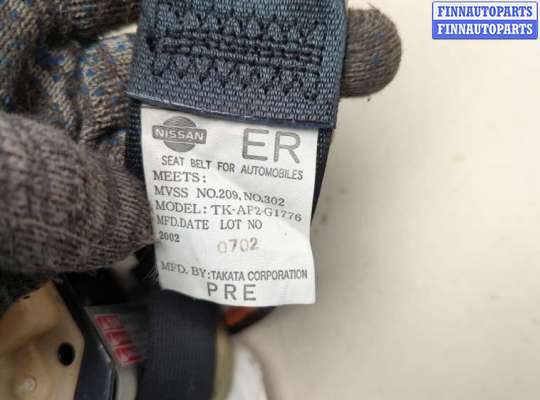 FINNAUTOPARTS
FINNAUTOPARTS
NISSAN
ER
SEAT BELT FOR AUTOMOBILES
MEETS:
MVSS NO.209, NO.302
MODEL: TK-AF2-G1776
MFD.DATE LOT NO
2002 0702
MFD. BY: TAKATA CORPORATION
PRE